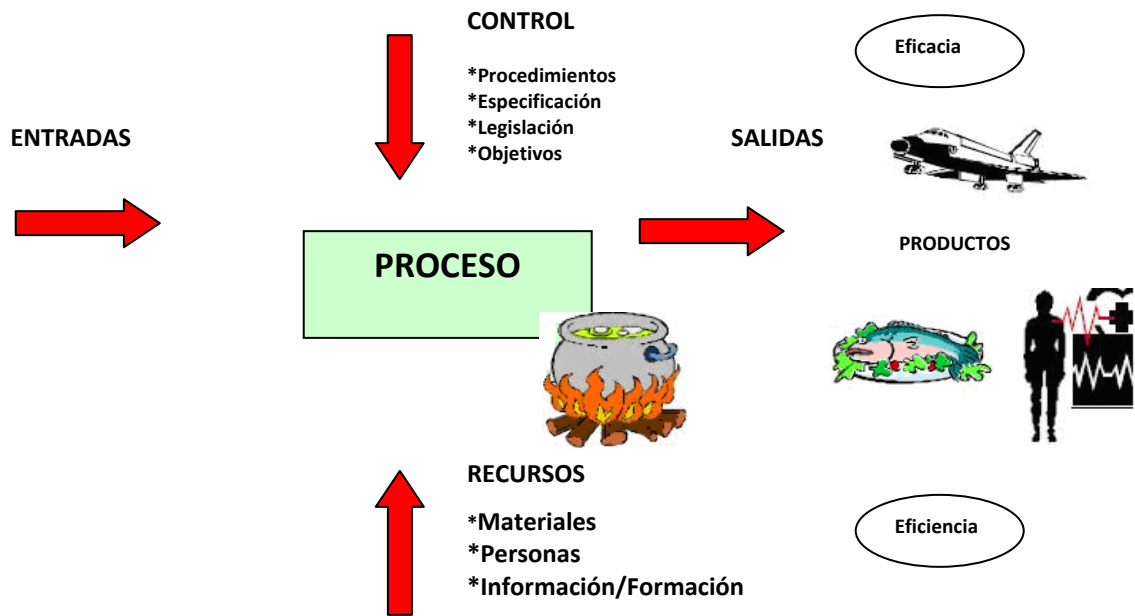 CONTROL
*Procedimientos
*Especificación
*Legislación
*Objetivos
Eficacia
ENTRADAS
SALIDAS
PRODUCTOS
PROCESO
RECURSOS
*Materiales
*Personas
*Información/Formación
Eficiencia